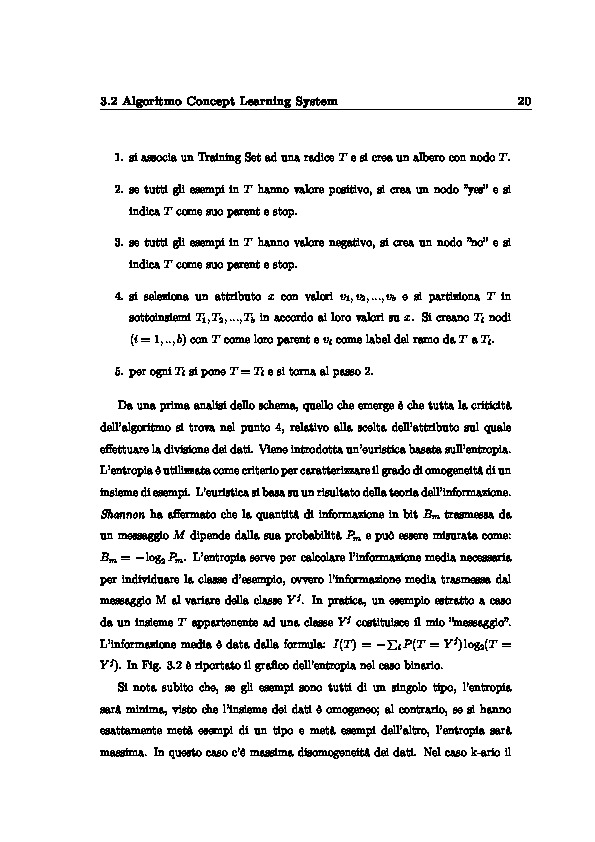 3.2 Algoritmo Concept Learning System 20
1. si associa un Training Set ad una radice T e si crea un albero con nodo T.
2. se tutti gli esempi in T hanno valore positivo, si crea un nodo "yes" e si
indica T come suo parent e stop.
3. se tutti gli esempi in T hanno valore negativo, si crea un nodo "no" e si
indica T come suo parent e stop.
4. si seleziona un attributo x con valori v₁, v₂, ..., vᵦ e si partiziona T in
sottoinsiemi T₁, T₂, ..., T_b in accordo ai loro valori su x. Si creano T_i nodi
(i = 1, .., b) con T come loro parent e v_i come label del ramo da T a T_i.
5. per ogni T_i si pone T = T_i e si torna al passo 2.
Da una prima analisi dello schema, quello che emerge è che tutta la criticità
dell'algoritmo si trova nel punto 4, relativo alla scelta dell'attributo sul quale
effettuare la divisione dei dati. Viene introdotta un'euristica basata sull'entropia.
L'entropia è utilizzata come criterio per caratterizzare il grado di omogeneità di un
insieme di esempi. L'euristica si basa su un risultato della teoria dell'informazione.
Shannon ha affermato che la quantità di informazione in bit B_m trasmessa da
un messaggio M dipende dalla sua probabilità P_m e può essere misurata come:
B_m = −log₂ P_m. L'entropia serve per calcolare l'informazione media necessaria
per individuare la classe d'esempio, ovvero l'informazione media trasmessa dal
messaggio M al variare della classe Y^j. In pratica, un esempio estratto a caso
da un insieme T appartenente ad una classe Y^j costituisce il mio "messaggio".
L'informazione media è data dalla formula: I(T) = −∑_i P(T = Y^j)log₂(T =
Y^j). In Fig. 3.2 è riportato il grafico dell'entropia nel caso binario.
Si nota subito che, se gli esempi sono tutti di un singolo tipo, l'entropia
sarà minima, visto che l'insieme dei dati è omogeneo; al contrario, se si hanno
esattamente metà esempi di un tipo e metà esempi dell'altro, l'entropia sarà
massima. In questo caso c'è massima disomogeneità dei dati. Nel caso k-ario il